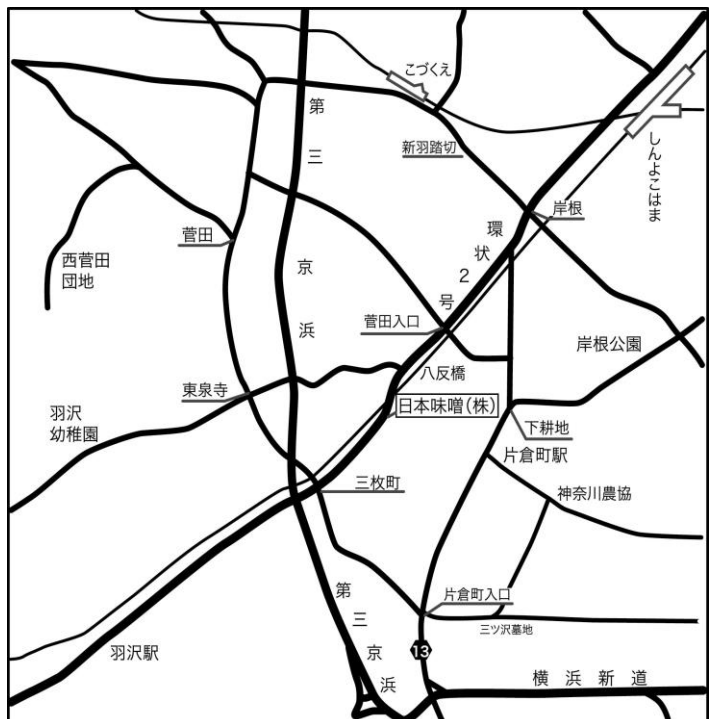 こづくえ
第三京浜
新羽踏切
しんよこはま
岸根
環状2号
菅田
西菅田
団地
菅田入口
岸根公園
八反橋
東泉寺
日本味噌(株)
羽沢
幼稚園
下耕地
片倉町駅
三枚町
神奈川農協
第三京浜
片倉町入口
三ツ沢墓地
13
羽沢駅
横浜新道